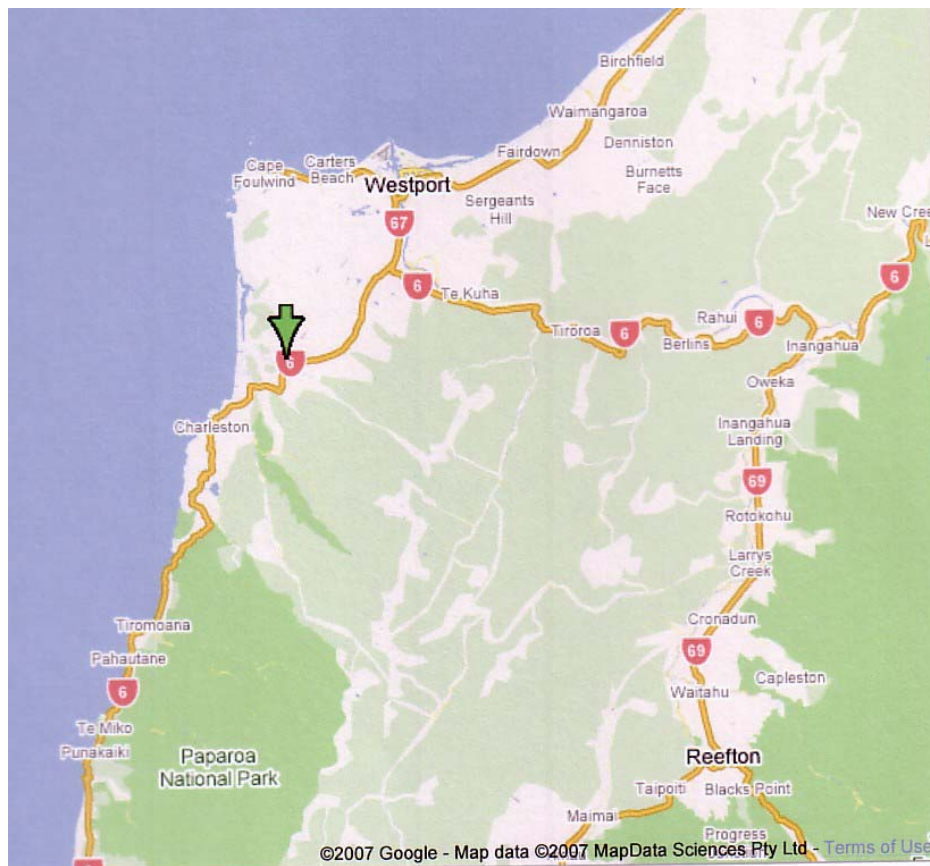 Birchfield
Waimangaroa
Denniston
Fairdown
Burnetts
Face
Cape
Foulwind
Carters
Beach
Westport
Sergeants
Hill
New Cree
67
6
6
Te Kuha
Rahui
6
Tiroroa
6
Berlins
Inangahua
6
Oweka
Charleston
Inangahua
Landing
69
Rotokohu
Larrys
Creek
Tiromoana
Cronadun
Pahautane
69
Capleston
6
Waitahu
Te Miko
Punakaiki
Paparoa
National Park
Reefton
Taipoiti
Blacks Point
Maimai
Progress
©2007 Google - Map data ©2007 MapData Sciences Pty Ltd - Terms of Use